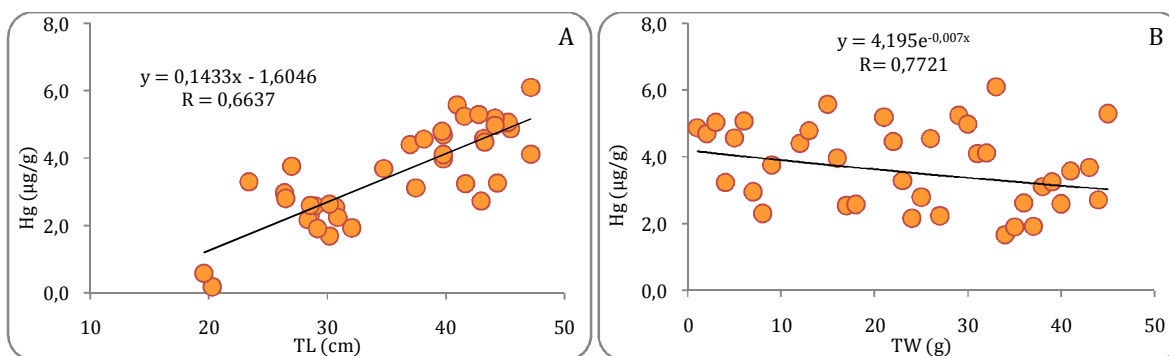 A
y = 0,1433x - 1,6046
R = 0,6637
Hg (µg/g)
8,0
6,0
4,0
2,0
0,0
10 20 30 40 50
TL (cm)
B
y = 4,195e-0,007x
R= 0,7721
Hg (µg/g)
8,0
6,0
4,0
2,0
0,0
0 10 20 30 40 50
TW (g)